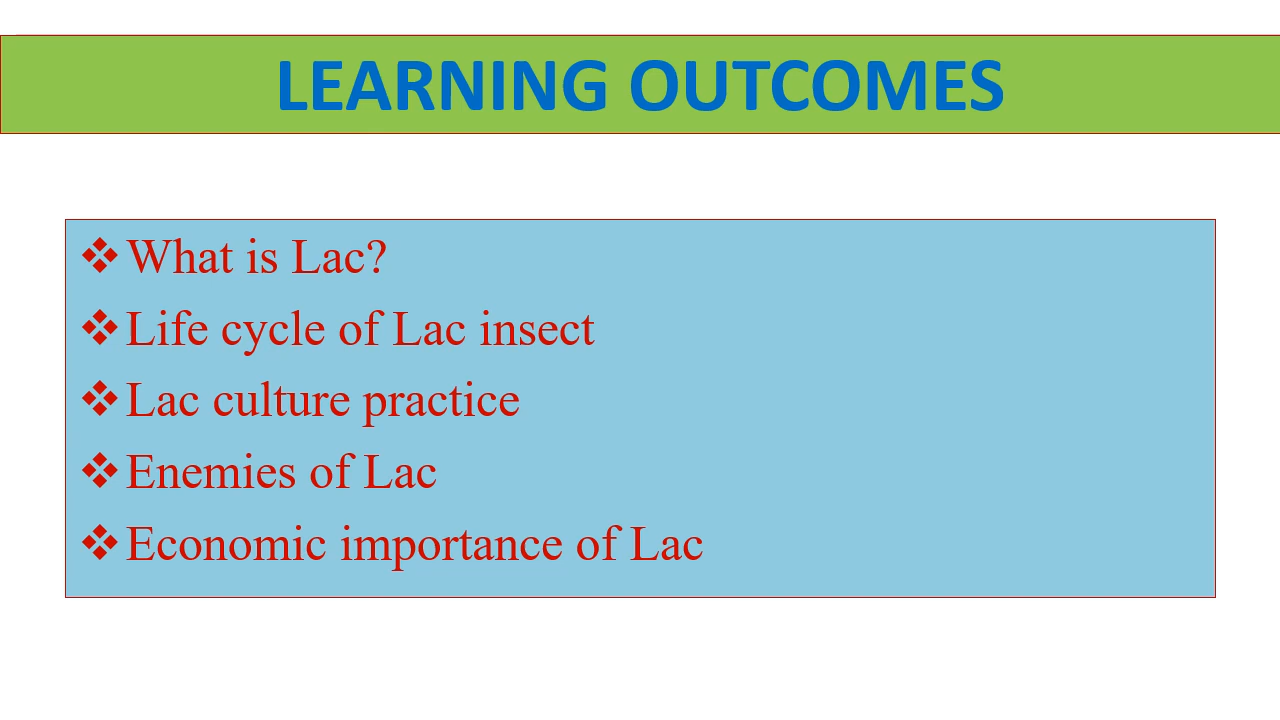 LEARNING OUTCOMES
❖What is Lac?
❖Life cycle of Lac insect
❖Lac culture practice
❖Enemies of Lac
❖Economic importance of Lac